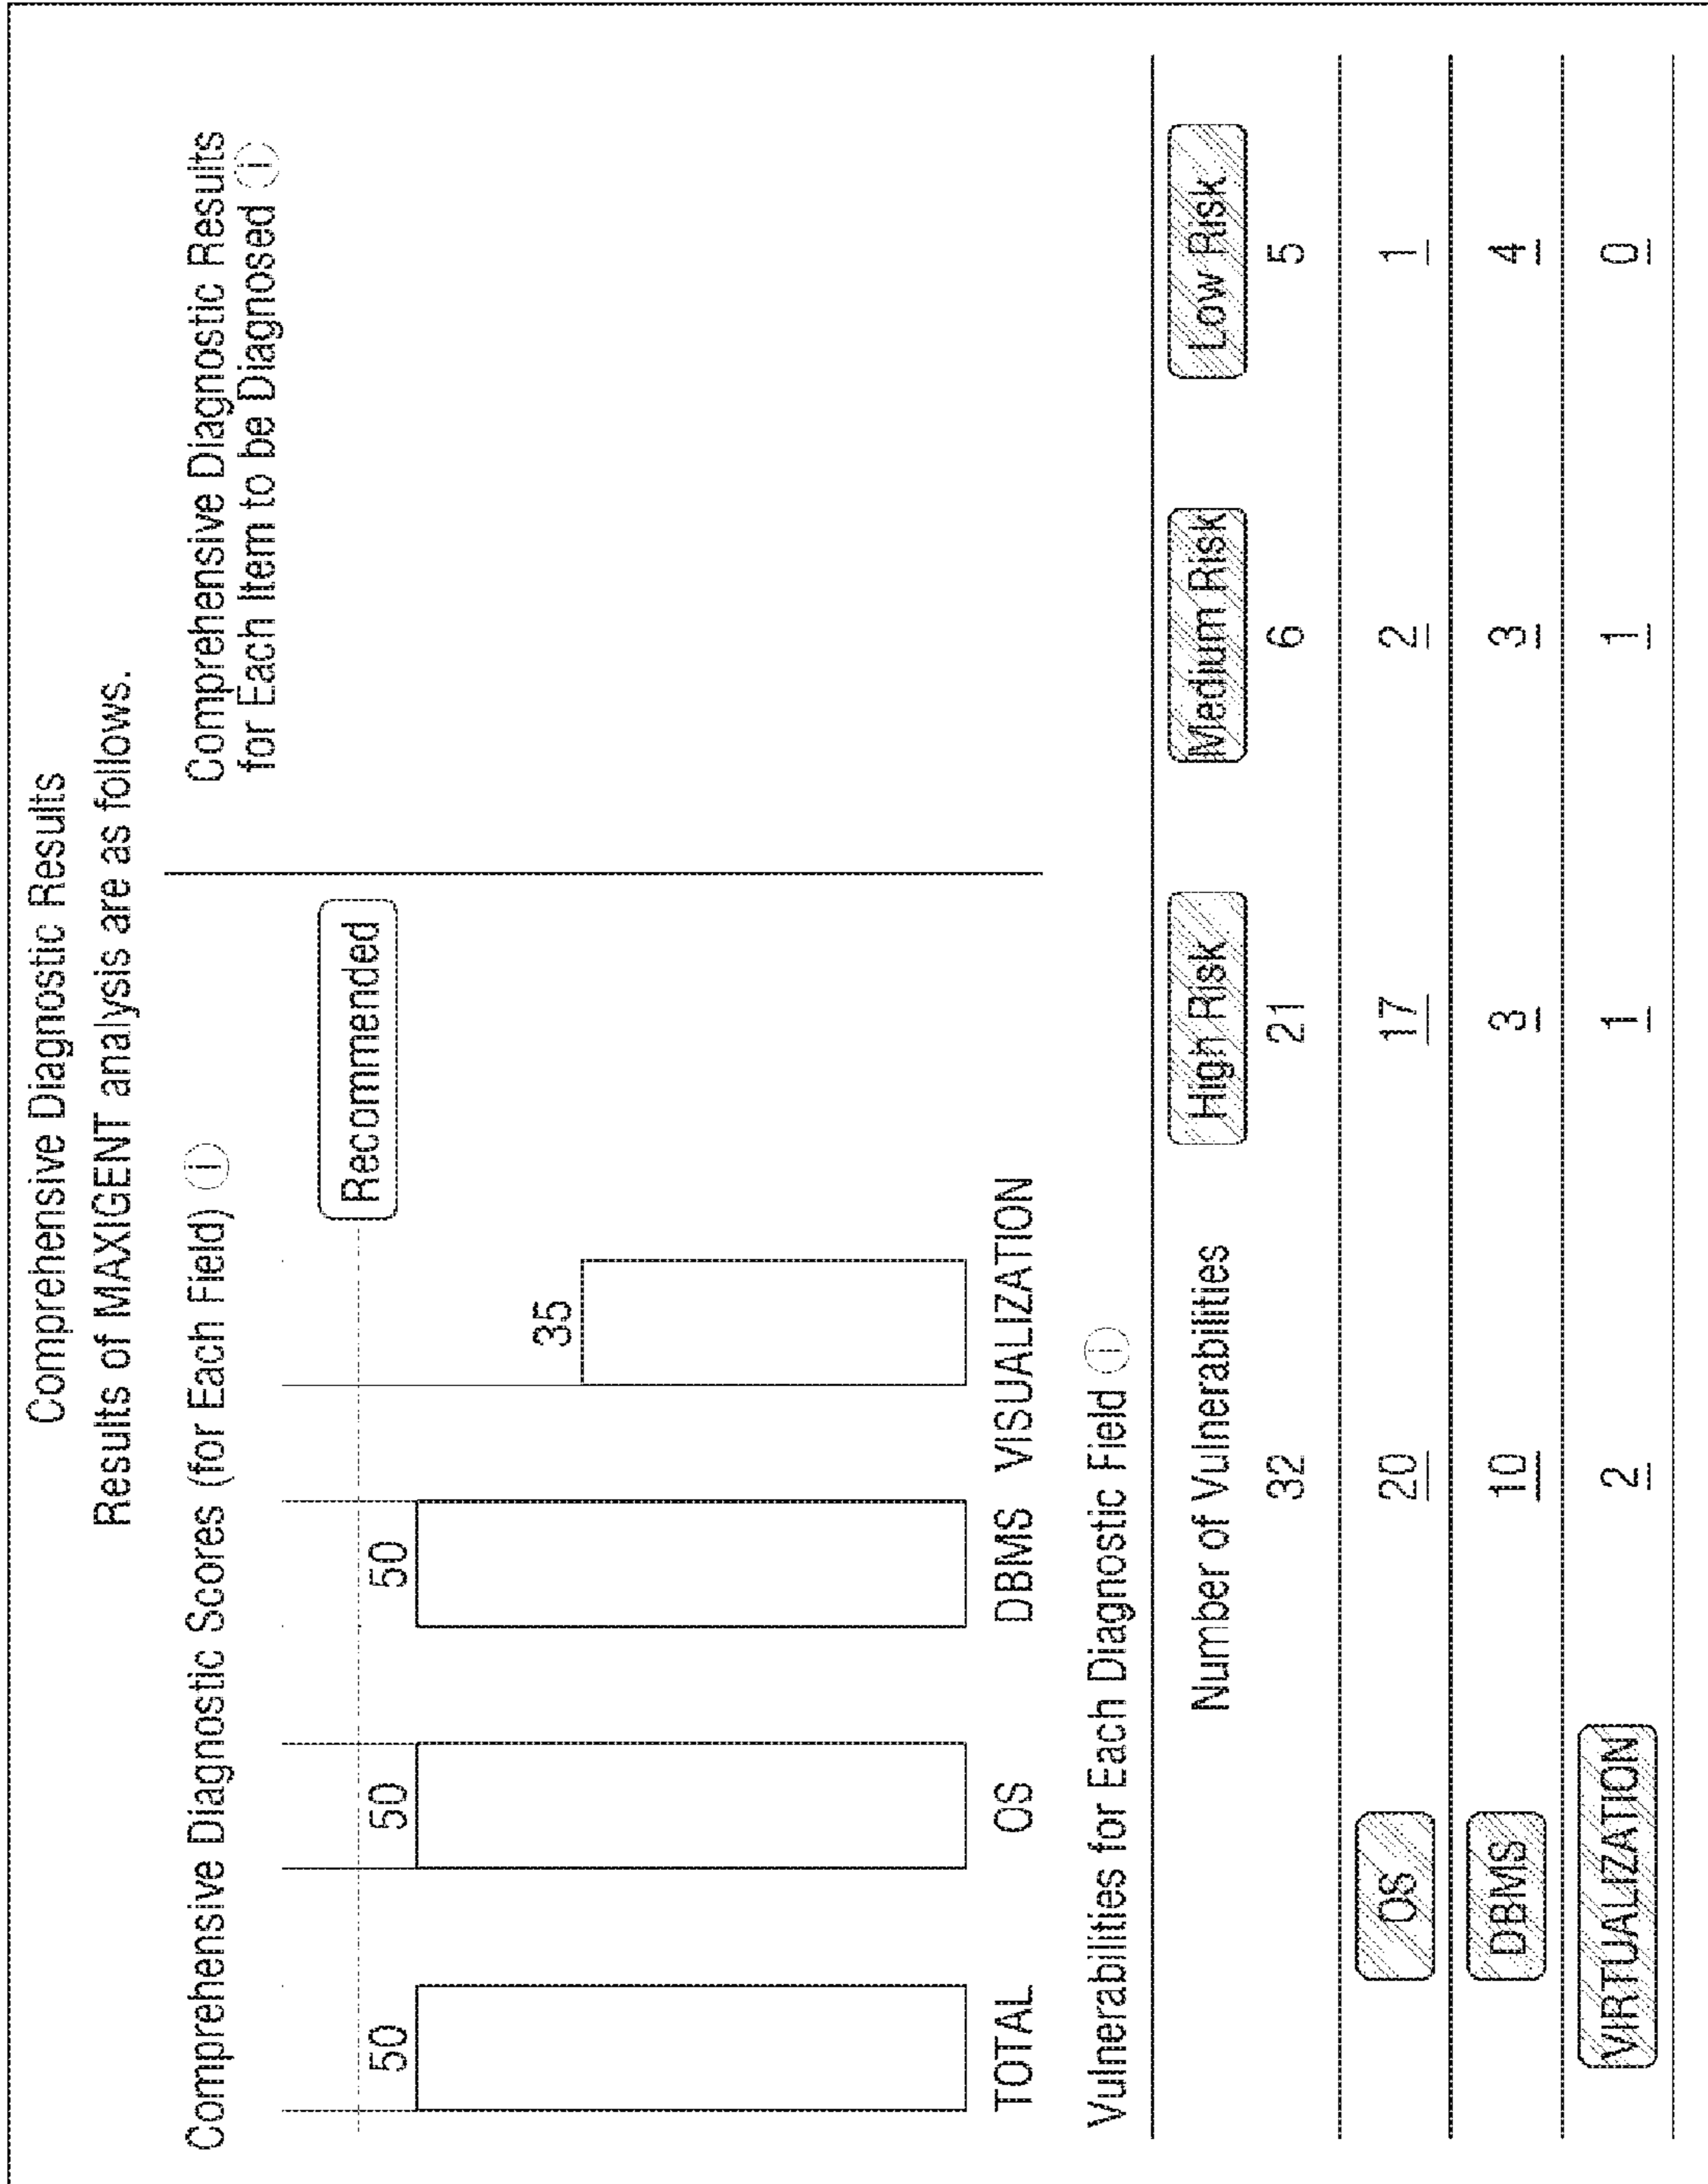 Comprehensive Diagnostic Results
Results of MAXIGENT analysis are as follows.
Comprehensive Diagnostic Scores (for Each Field) ⓘ
Recommended
50
50
50
35
TOTAL OS DBMS VISUALIZATION
Comprehensive Diagnostic Results
for Each Item to be Diagnosed ⓘ
Vulnerabilities for Each Diagnostic Field ⓘ
Number of Vulnerabilities High Risk Medium Risk Low Risk
32 21 6 5
OS 20 17 2 1
DBMS 10 3 3 4
VIRTUALIZATION 2 1 1 0